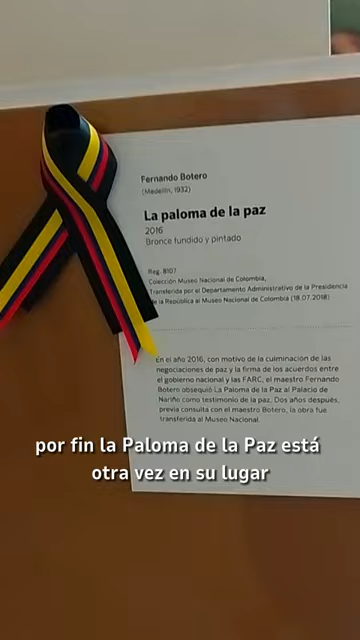 Fernando Botero
(Medellín, 1932)
La paloma de la paz
2016
Bronce fundido y pintado
Reg. 8107
Colección Museo Nacional de Colombia,
Transferida por el Departamento Administrativo de la Presidencia
de la República al Museo Nacional de Colombia (18.07.2018)
En el año 2016, con motivo de la culminación de las
negociaciones de paz y la firma de los acuerdos entre
el gobierno nacional y las FARC, el maestro Fernando
Botero obsequió La Paloma de la Paz al Palacio de
Nariño como testimonio de la paz. Dos años después,
previa consulta con el maestro Botero, la obra fue
transferida al Museo Nacional.
por fin la Paloma de la Paz está
otra vez en su lugar